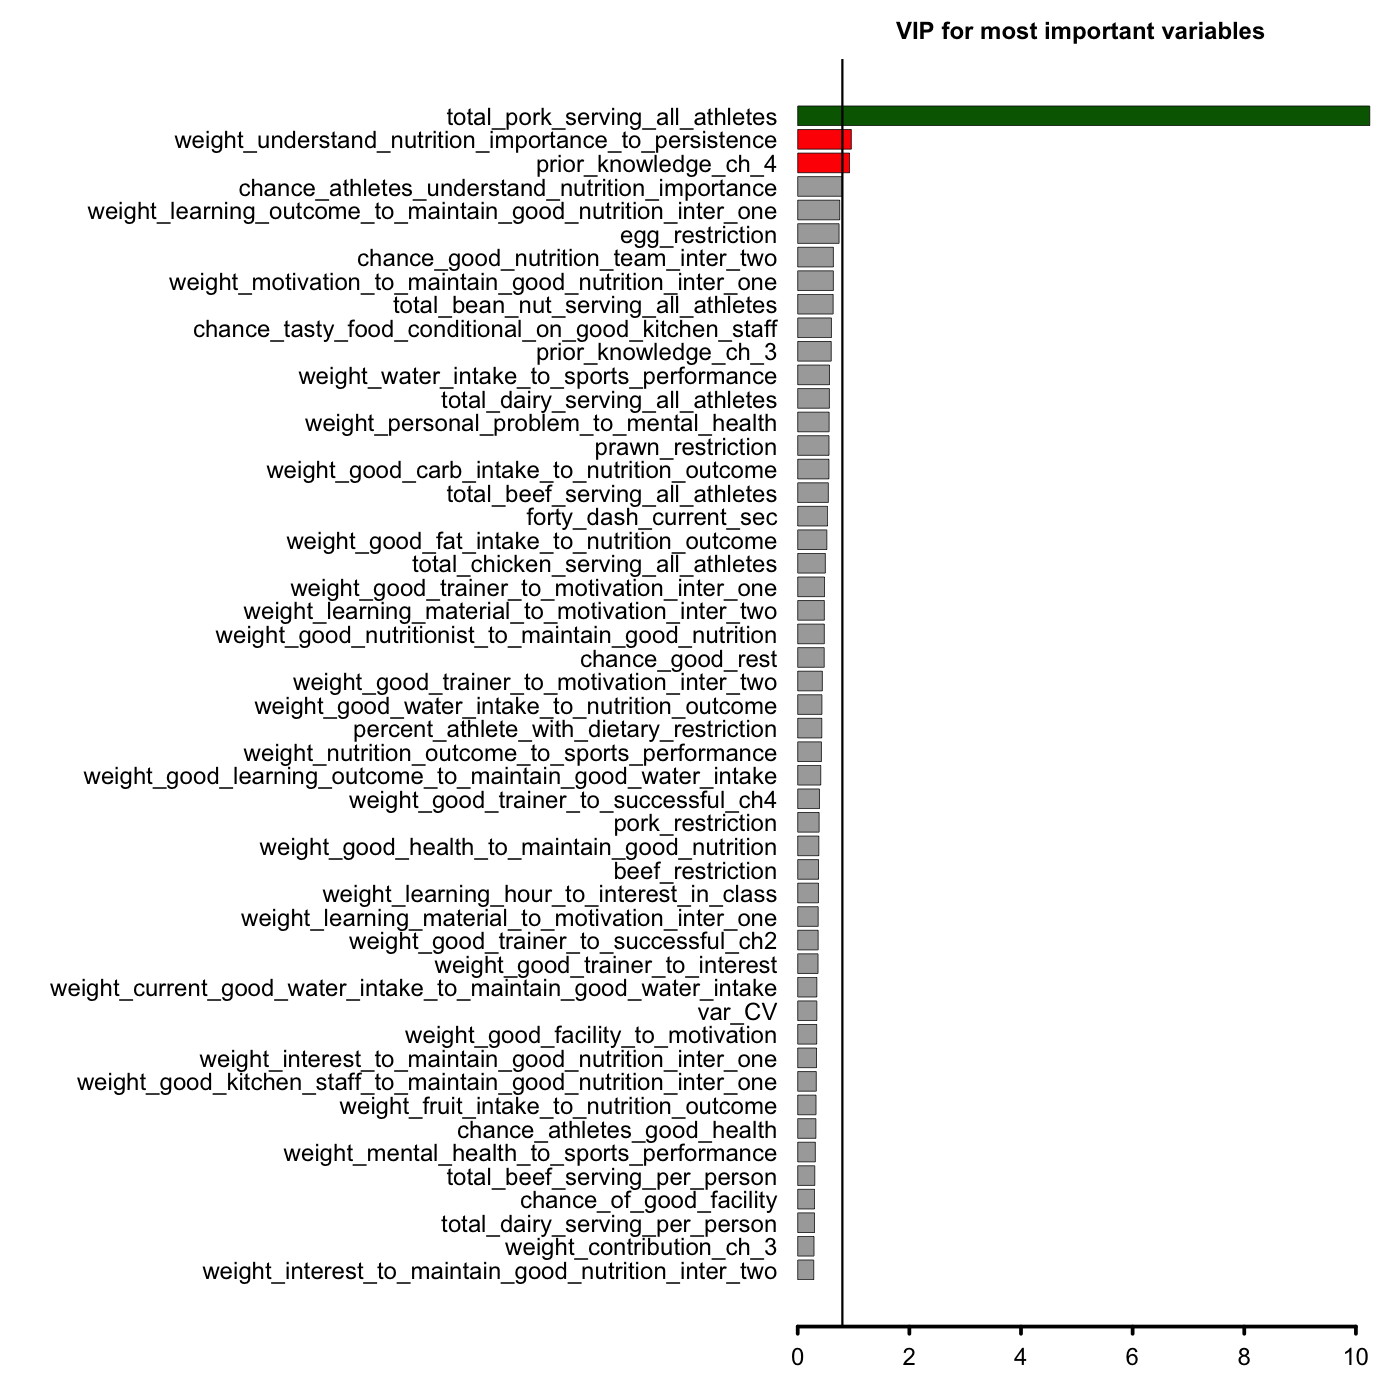 VIP for most important variables
total_pork_serving_all_athletes
weight_understand_nutrition_importance_to_persistence
prior_knowledge_ch_4
chance_athletes_understand_nutrition_importance
weight_learning_outcome_to_maintain_good_nutrition_inter_one
egg_restriction
chance_good_nutrition_team_inter_two
weight_motivation_to_maintain_good_nutrition_inter_one
total_bean_nut_serving_all_athletes
chance_tasty_food_conditional_on_good_kitchen_staff
prior_knowledge_ch_3
weight_water_intake_to_sports_performance
total_dairy_serving_all_athletes
weight_personal_problem_to_mental_health
prawn_restriction
weight_good_carb_intake_to_nutrition_outcome
total_beef_serving_all_athletes
forty_dash_current_sec
weight_good_fat_intake_to_nutrition_outcome
total_chicken_serving_all_athletes
weight_good_trainer_to_motivation_inter_one
weight_learning_material_to_motivation_inter_two
weight_good_nutritionist_to_maintain_good_nutrition
chance_good_rest
weight_good_trainer_to_motivation_inter_two
weight_good_water_intake_to_nutrition_outcome
percent_athlete_with_dietary_restriction
weight_nutrition_outcome_to_sports_performance
weight_good_learning_outcome_to_maintain_good_water_intake
weight_good_trainer_to_successful_ch4
pork_restriction
weight_good_health_to_maintain_good_nutrition
beef_restriction
weight_learning_hour_to_interest_in_class
weight_learning_material_to_motivation_inter_one
weight_good_trainer_to_successful_ch2
weight_good_trainer_to_interest
weight_current_good_water_intake_to_maintain_good_water_intake
var_CV
weight_good_facility_to_motivation
weight_interest_to_maintain_good_nutrition_inter_one
weight_good_kitchen_staff_to_maintain_good_nutrition_inter_one
weight_fruit_intake_to_nutrition_outcome
chance_athletes_good_health
weight_mental_health_to_sports_performance
total_beef_serving_per_person
chance_of_good_facility
total_dairy_serving_per_person
weight_contribution_ch_3
weight_interest_to_maintain_good_nutrition_inter_two
0 2 4 6 8 10